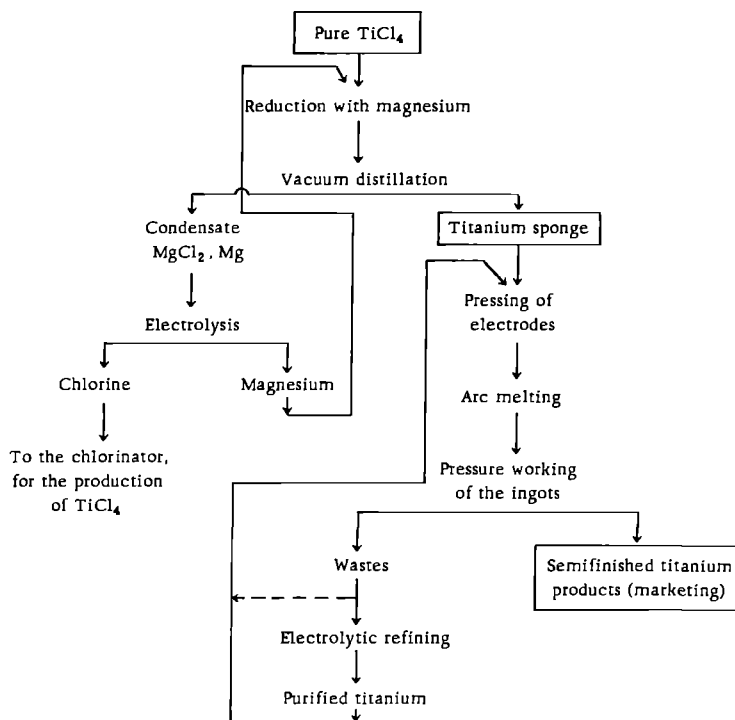 Pure TiCl₄
Reduction with magnesium
Vacuum distillation
Condensate
MgCl₂, Mg
Titanium sponge
Electrolysis
Pressing of
electrodes
Chlorine
Magnesium
Arc melting
To the chlorinator,
for the production
of TiCl₄
Pressure working
of the ingots
Wastes
Semifinished titanium
products (marketing)
Electrolytic refining
Purified titanium